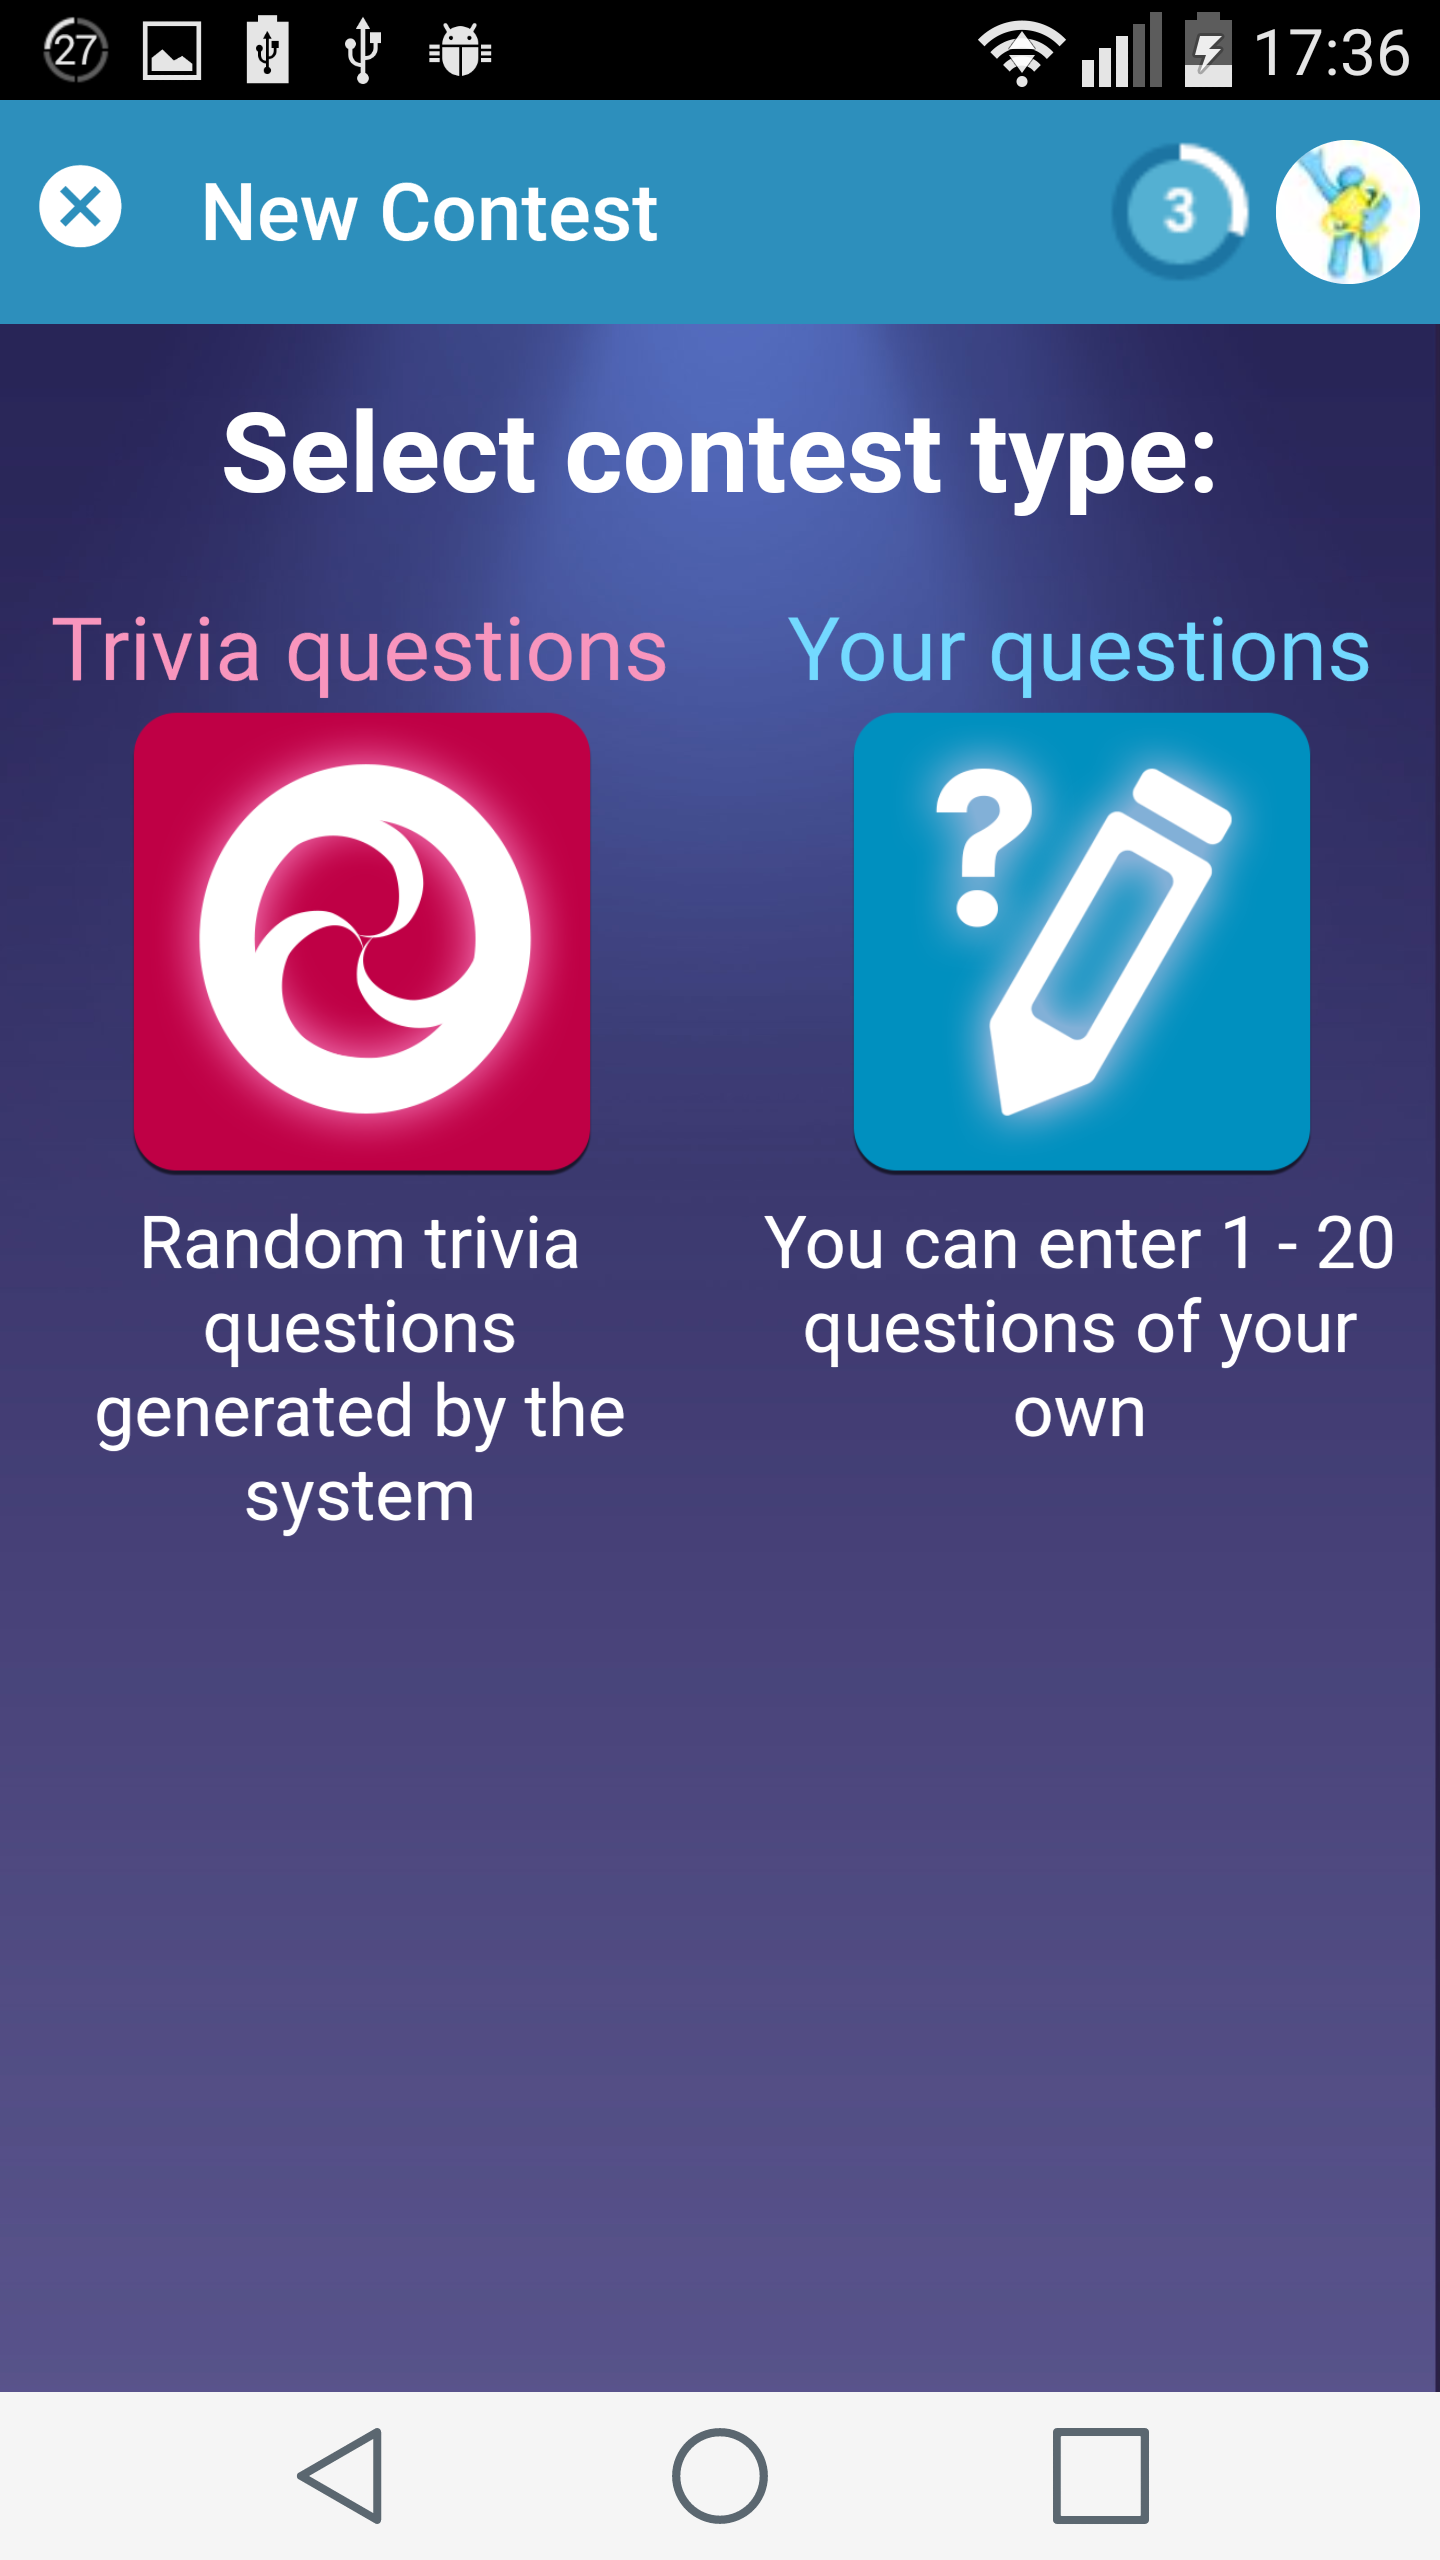 27
17:36
New Contest
3
Select contest type:
Trivia questions
Your questions
?
Random trivia
questions
generated by the
system
You can enter 1 - 20
questions of your
own